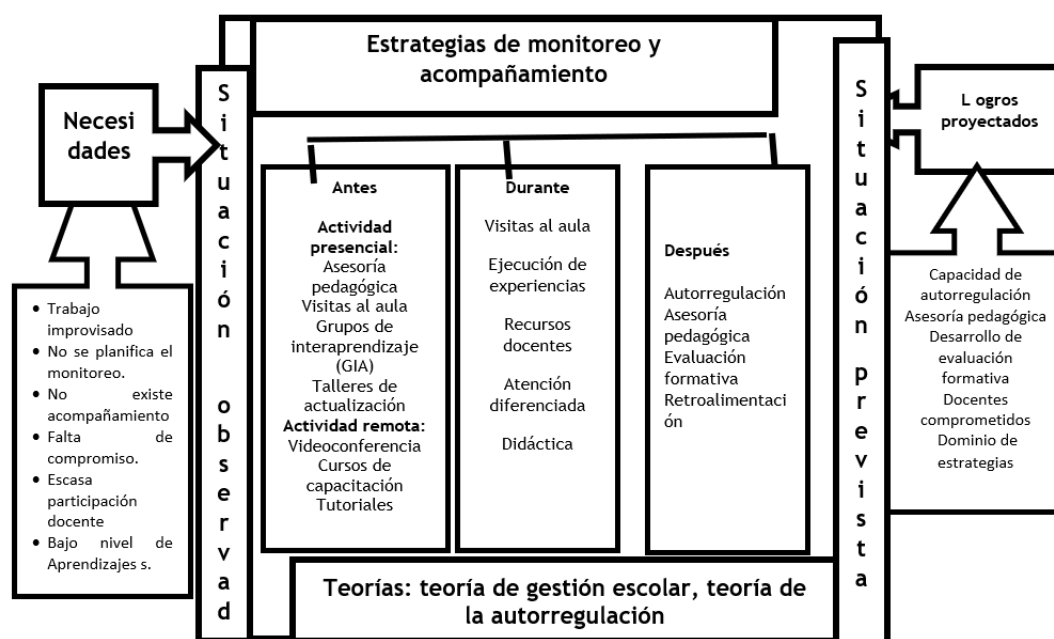 Estrategias de monitoreo y
acompañamiento
Necesi
dades
• Trabajo
improvisado
• No se planifica el
monitoreo.
• No existe
acompañamiento
• Falta de
compromiso.
• Escasa
participación
docente
• Bajo nivel de
Aprendizajes s.
Situación observad
Antes
Actividad
presencial:
Asesoría
pedagógica
Visitas al aula
Grupos de
interaprendizaje
(GIA)
Talleres de
actualización
Actividad remota:
Videoconferencia
Cursos de
capacitación
Tutoriales
Durante
Visitas al aula
Ejecución de
experiencias
Recursos
docentes
Atención
diferenciada
Didáctica
Después
Autorregulación
Asesoría
pedagógica
Evaluación
formativa
Retroalimentaci
ón
Situación prevista
L ogros
proyectados
Capacidad de
autorregulación
Asesoría pedagógica
Desarrollo de
evaluación
formativa
Docentes
comprometidos
Dominio de
estrategias
Teorías: teoría de gestión escolar, teoría de
la autorregulación